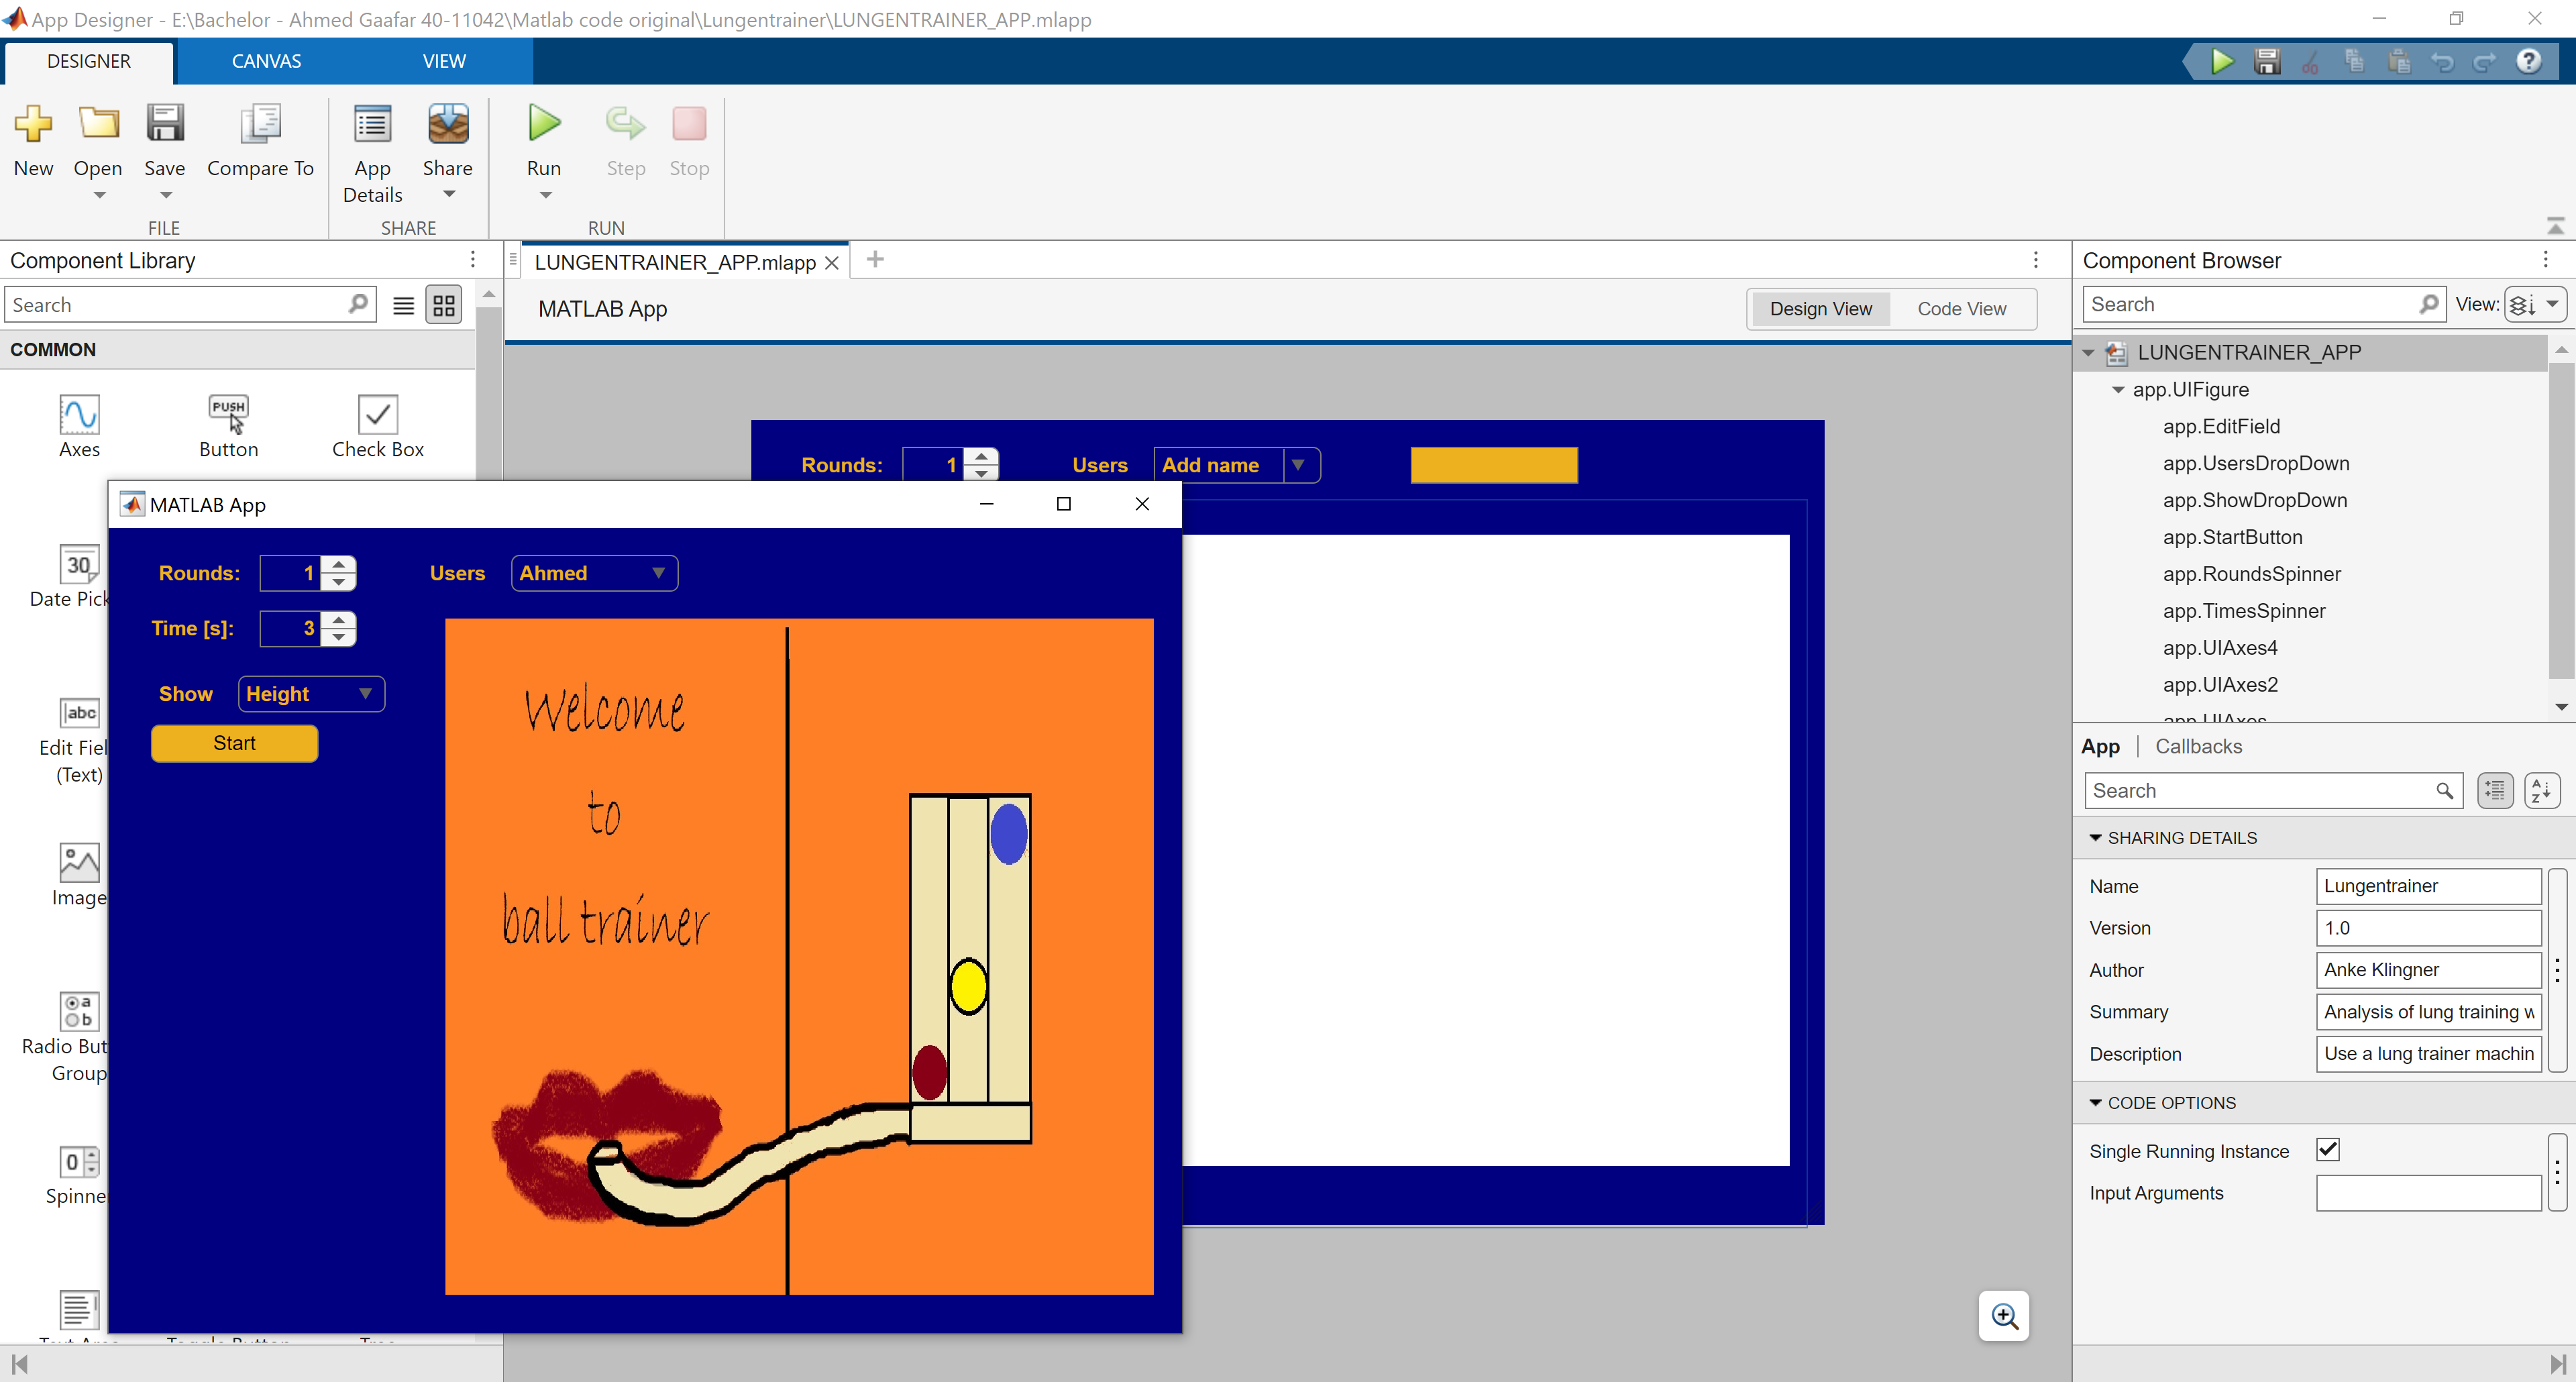 App Designer - E:\Bachelor - Ahmed Gaafar 40-11042\Matlab code original\Lungentrainer\LUNGENTRAINER_APP.mlapp
DESIGNER
CANVAS
VIEW
New
Open
Save
Compare To
App Details
Share
Run
Step
Stop
FILE
SHARE
RUN
Component Library
Search
COMMON
Axes
PUSH
Button
Check Box
30
Date Pick
abc
Edit Fiel
(Text)
Image
a
b
Radio But
Group
0
Spinne
LUNGENTRAINER_APP.mlapp
MATLAB App
Design View
Code View
Rounds:
1
Users
Add name
MATLAB App
Rounds:
1
Users
Ahmed
Time [s]:
3
Show
Height
Start
Welcome
to
ball trainer
Component Browser
Search
View:
LUNGENTRAINER_APP
app.UIFigure
app.EditField
app.UsersDropDown
app.ShowDropDown
app.StartButton
app.RoundsSpinner
app.TimesSpinner
app.UIAxes4
app.UIAxes2
app.UIAxes
App
Callbacks
Search
A
Z
SHARING DETAILS
Name
Lungentrainer
Version
1.0
Author
Anke Klingner
Summary
Analysis of lung training w
Description
Use a lung trainer machin
CODE OPTIONS
Single Running Instance
Input Arguments